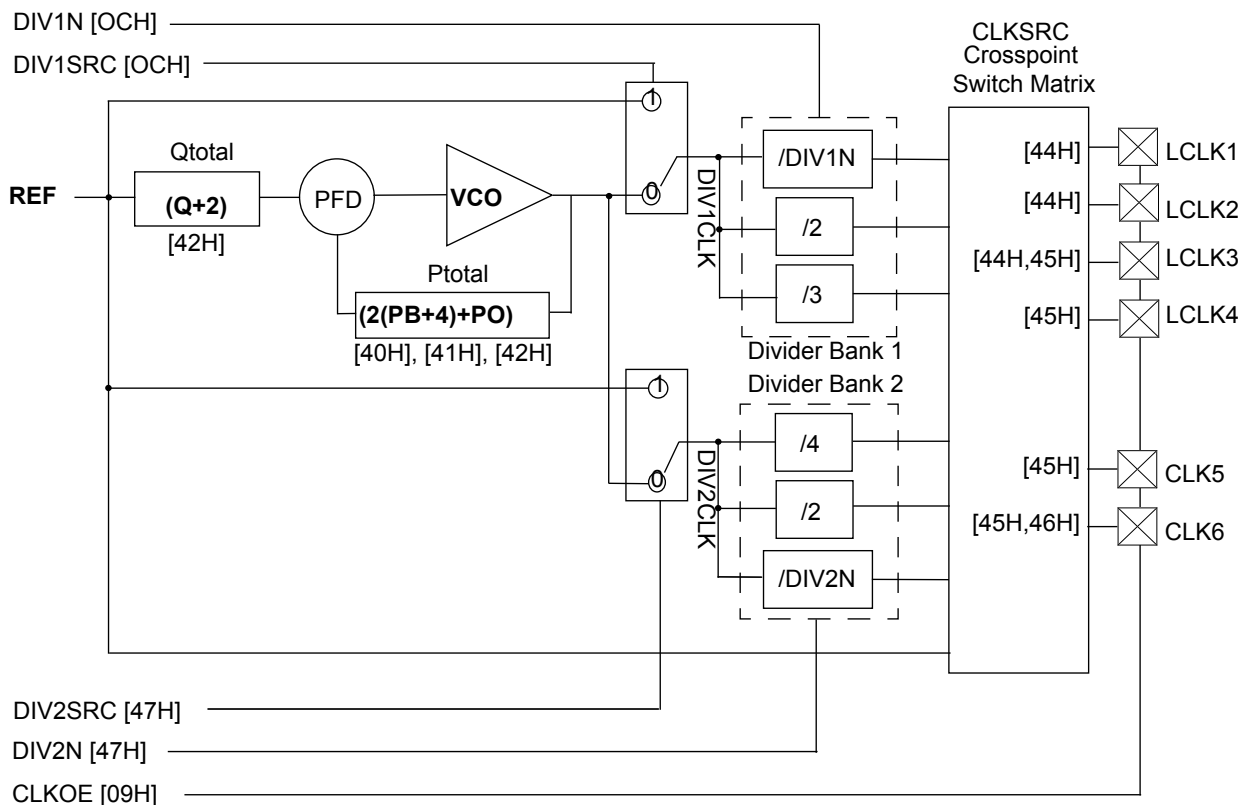 DIV1N [OCH]
DIV1SRC [OCH]
CLKSRC
Crosspoint
Switch Matrix
1
Qtotal
REF
(Q+2)
[42H]
PFD
VCO
0
DIV1CLK
/DIV1N
/2
/3
[44H]
LCLK1
[44H]
LCLK2
[44H,45H]
LCLK3
[45H]
LCLK4
Ptotal
(2(PB+4)+PO)
[40H], [41H], [42H]
Divider Bank 1
Divider Bank 2
1
0
DIV2CLK
/4
/2
/DIV2N
[45H]
CLK5
[45H,46H]
CLK6
DIV2SRC [47H]
DIV2N [47H]
CLKOE [09H]